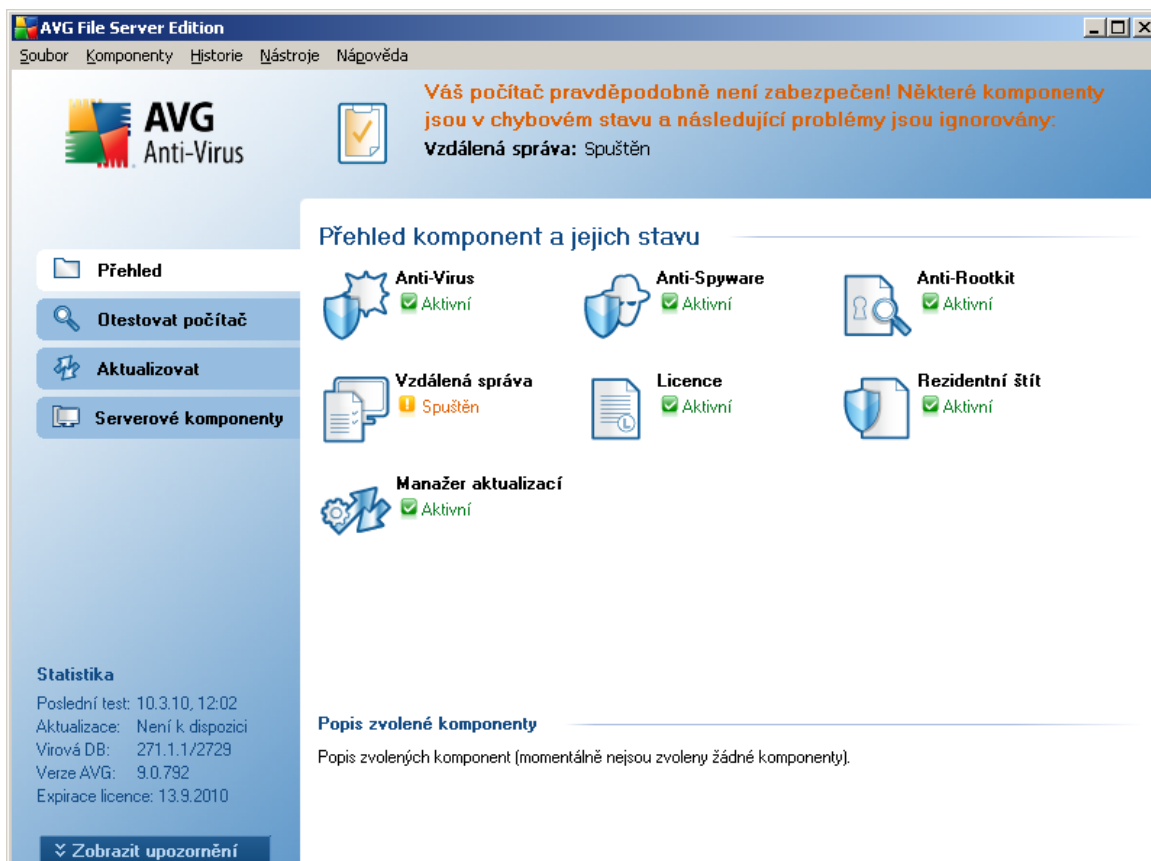 AVG File Server Edition
Soubor Komponenty Historie Nástroje Nápověda
AVG
Anti-Virus
Váš počítač pravděpodobně není zabezpečen! Některé komponenty
jsou v chybovém stavu a následující problémy jsou ignorovány:
Vzdálená správa: Spuštěn
Přehled
Otestovat počítač
Aktualizovat
Serverové komponenty
Přehled komponent a jejich stavu
Anti-Virus
Aktivní
Anti-Spyware
Aktivní
Anti-Rootkit
Aktivní
Vzdálená správa
Spuštěn
Licence
Aktivní
Rezidentní štít
Aktivní
Manažer aktualizací
Aktivní
Statistika
Poslední test: 10.3.10, 12:02
Aktualizace: Není k dispozici
Virová DB: 271.1.1/2729
Verze AVG: 9.0.792
Expirace licence: 13.9.2010
Zobrazit upozornění
Popis zvolené komponenty
Popis zvolených komponent (momentálně nejsou zvoleny žádné komponenty).